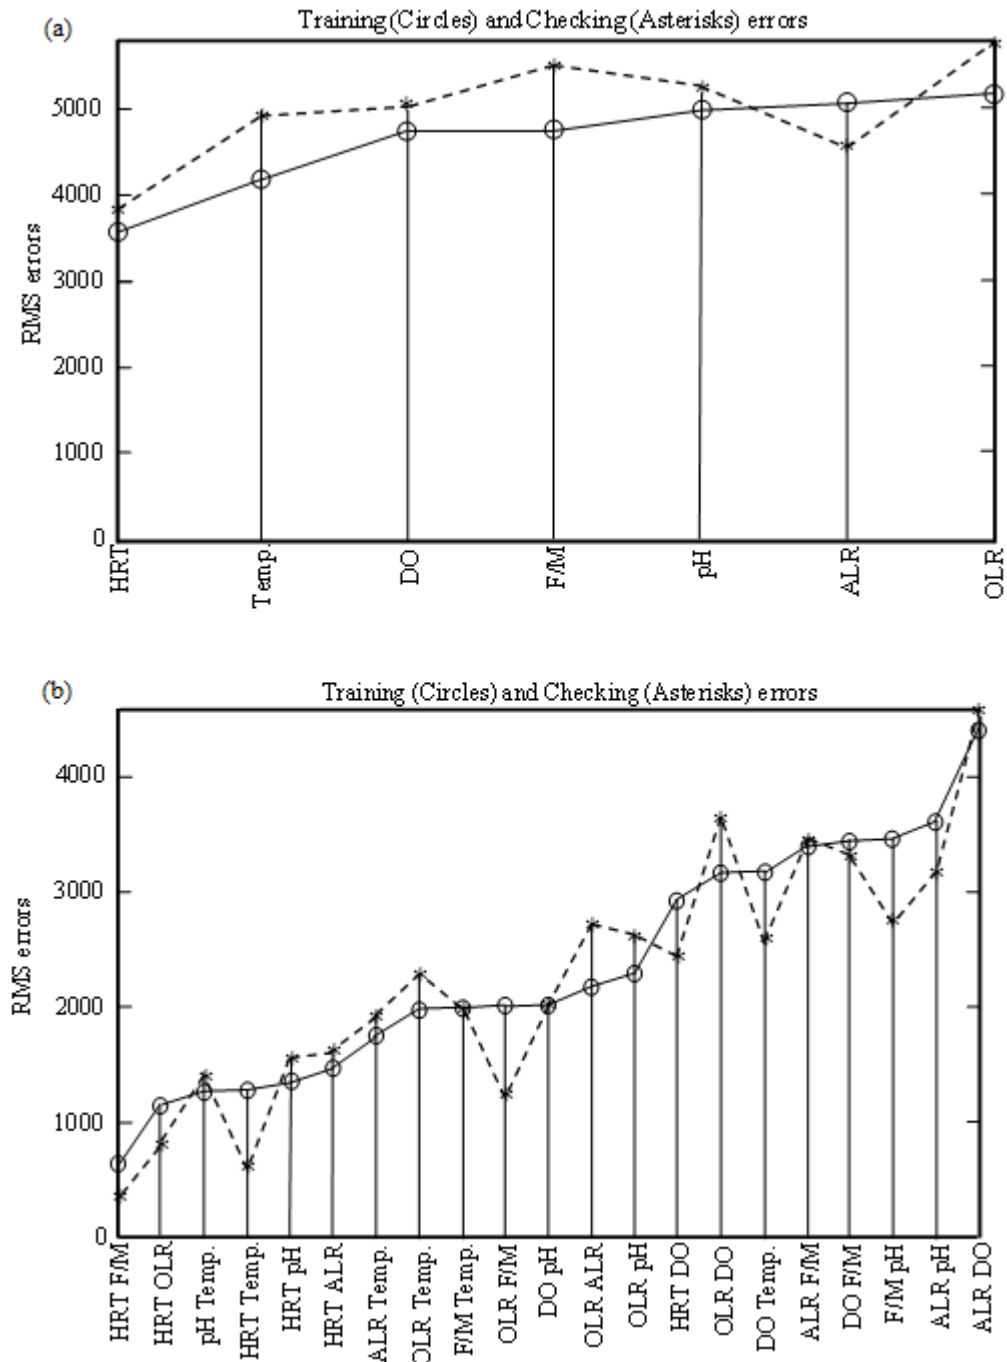 (a)
Training (Circles) and Checking (Asterisks) errors
5000
4000
3000
2000
1000
0
RMS errors
HRT
Temp.
DO
F/M
pH
ALR
OLR
(b)
Training (Circles) and Checking (Asterisks) errors
4000
3000
2000
1000
0
RMS errors
HRT F/M
HRT OLR
pH Temp.
HRT Temp.
HRT pH
HRT ALR
ALR Temp.
OLR Temp.
F/M Temp.
OLR F/M
DO pH
OLR ALR
OLR pH
HRT DO
OLR DO
DO Temp.
ALR F/M
DO F/M
F/M pH
ALR pH
ALR DO